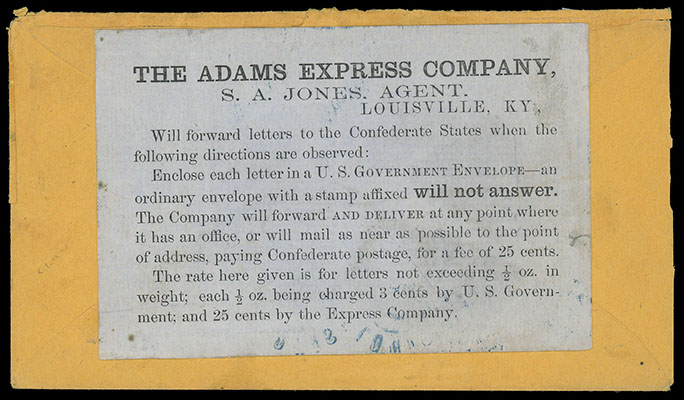 THE ADAMS EXPRESS COMPANY,
S. A. JONES. AGENT.
LOUISVILLE, KY.,
Will forward letters to the Confederate States when the
following directions are observed:
Enclose each letter in a U. S. GOVERNMENT ENVELOPE—an
ordinary envelope with a stamp affixed will not answer.
The Company will forward AND DELIVER at any point where
it has an office, or will mail as near as possible to the point
of address, paying Confederate postage, for a fee of 25 cents.
The rate here given is for letters not exceeding ½ oz. in
weight; each ½ oz. being charged 3 cents by U. S. Govern-
ment; and 25 cents by the Express Company.